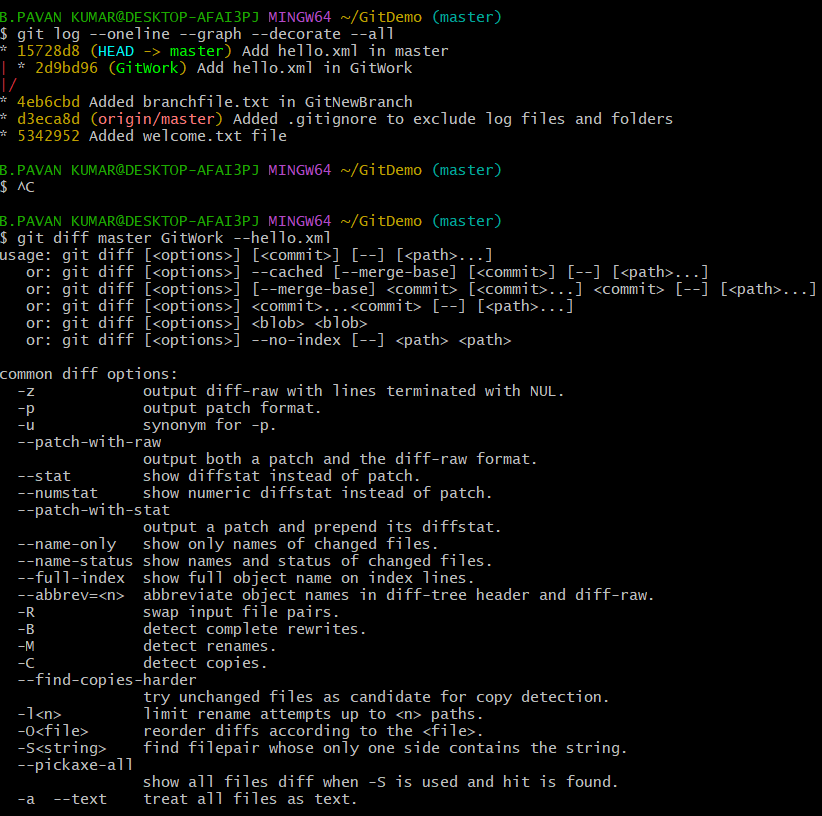 B.PAVAN KUMAR@DESKTOP-AFAI3PJ MINGW64 ~/GitDemo (master)
$ git log --oneline --graph --decorate --all
* 15728d8 (HEAD -> master) Add hello.xml in master
| * 2d9bd96 (GitWork) Add hello.xml in GitWork
|/
* 4eb6cbd Added branchfile.txt in GitNewBranch
* d3eca8d (origin/master) Added .gitignore to exclude log files and folders
* 5342952 Added welcome.txt file

B.PAVAN KUMAR@DESKTOP-AFAI3PJ MINGW64 ~/GitDemo (master)
$ ^C

B.PAVAN KUMAR@DESKTOP-AFAI3PJ MINGW64 ~/GitDemo (master)
$ git diff master GitWork --hello.xml
usage: git diff [<options>] [<commit>] [--] [<path>...]
   or: git diff [<options>] --cached [--merge-base] [<commit>] [--] [<path>...]
   or: git diff [<options>] [--merge-base] <commit> [<commit>...] <commit> [--] [<path>...]
   or: git diff [<options>] <commit>...<commit> [--] [<path>...]
   or: git diff [<options>] <blob> <blob>
   or: git diff [<options>] --no-index [--] <path> <path>

common diff options:
  -z            output diff-raw with lines terminated with NUL.
  -p            output patch format.
  -u            synonym for -p.
  --patch-with-raw
                output both a patch and the diff-raw format.
  --stat        show diffstat instead of patch.
  --numstat     show numeric diffstat instead of patch.
  --patch-with-stat
                output a patch and prepend its diffstat.
  --name-only   show only names of changed files.
  --name-status show names and status of changed files.
  --full-index  show full object name on index lines.
  --abbrev=<n>  abbreviate object names in diff-tree header and diff-raw.
  -R            swap input file pairs.
  -B            detect complete rewrites.
  -M            detect renames.
  -C            detect copies.
  --find-copies-harder
                try unchanged files as candidate for copy detection.
  -l<n>         limit rename attempts up to <n> paths.
  -O<file>      reorder diffs according to the <file>.
  -S<string>    find filepair whose only one side contains the string.
  --pickaxe-all
                show all files diff when -S is used and hit is found.
  -a  --text    treat all files as text.